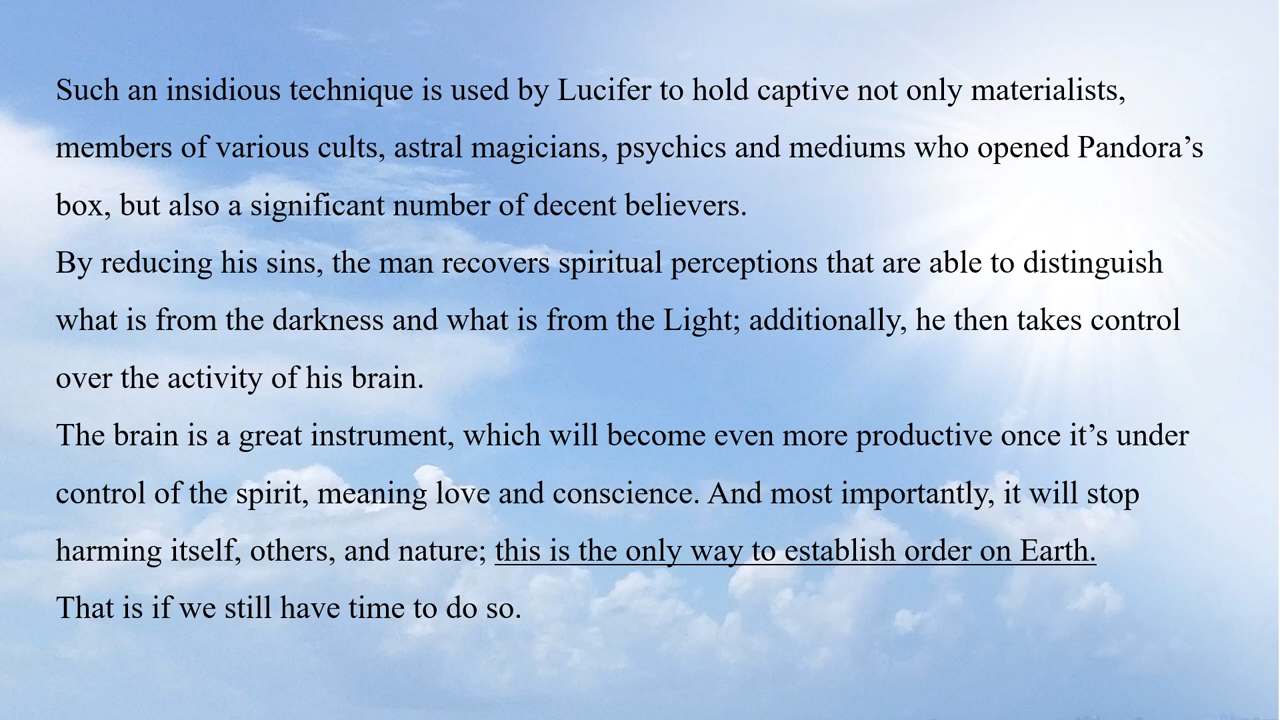 Such an insidious technique is used by Lucifer to hold captive not only materialists,
members of various cults, astral magicians, psychics and mediums who opened Pandora’s
box, but also a significant number of decent believers.
By reducing his sins, the man recovers spiritual perceptions that are able to distinguish
what is from the darkness and what is from the Light; additionally, he then takes control
over the activity of his brain.
The brain is a great instrument, which will become even more productive once it’s under
control of the spirit, meaning love and conscience. And most importantly, it will stop
harming itself, others, and nature; this is the only way to establish order on Earth.
That is if we still have time to do so.